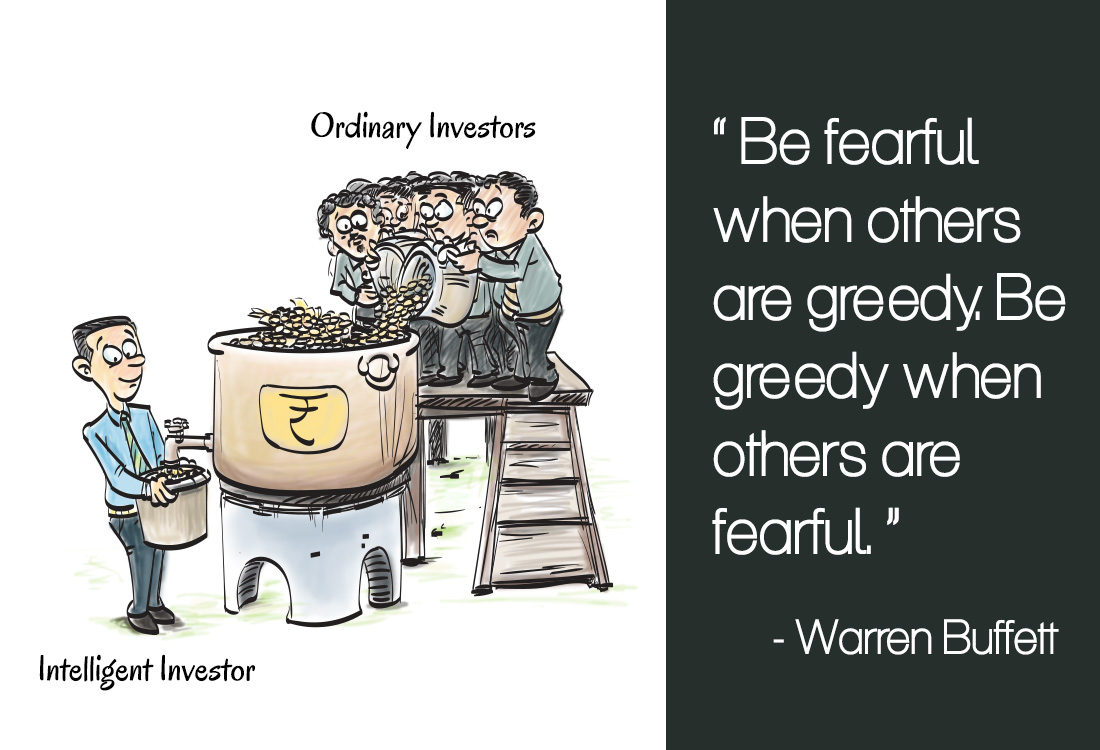 Ordinary Investors
₹
Intelligent Investor
“ Be fearful
when others
are greedy. Be
greedy when
others are
fearful. ”
- Warren Buffett